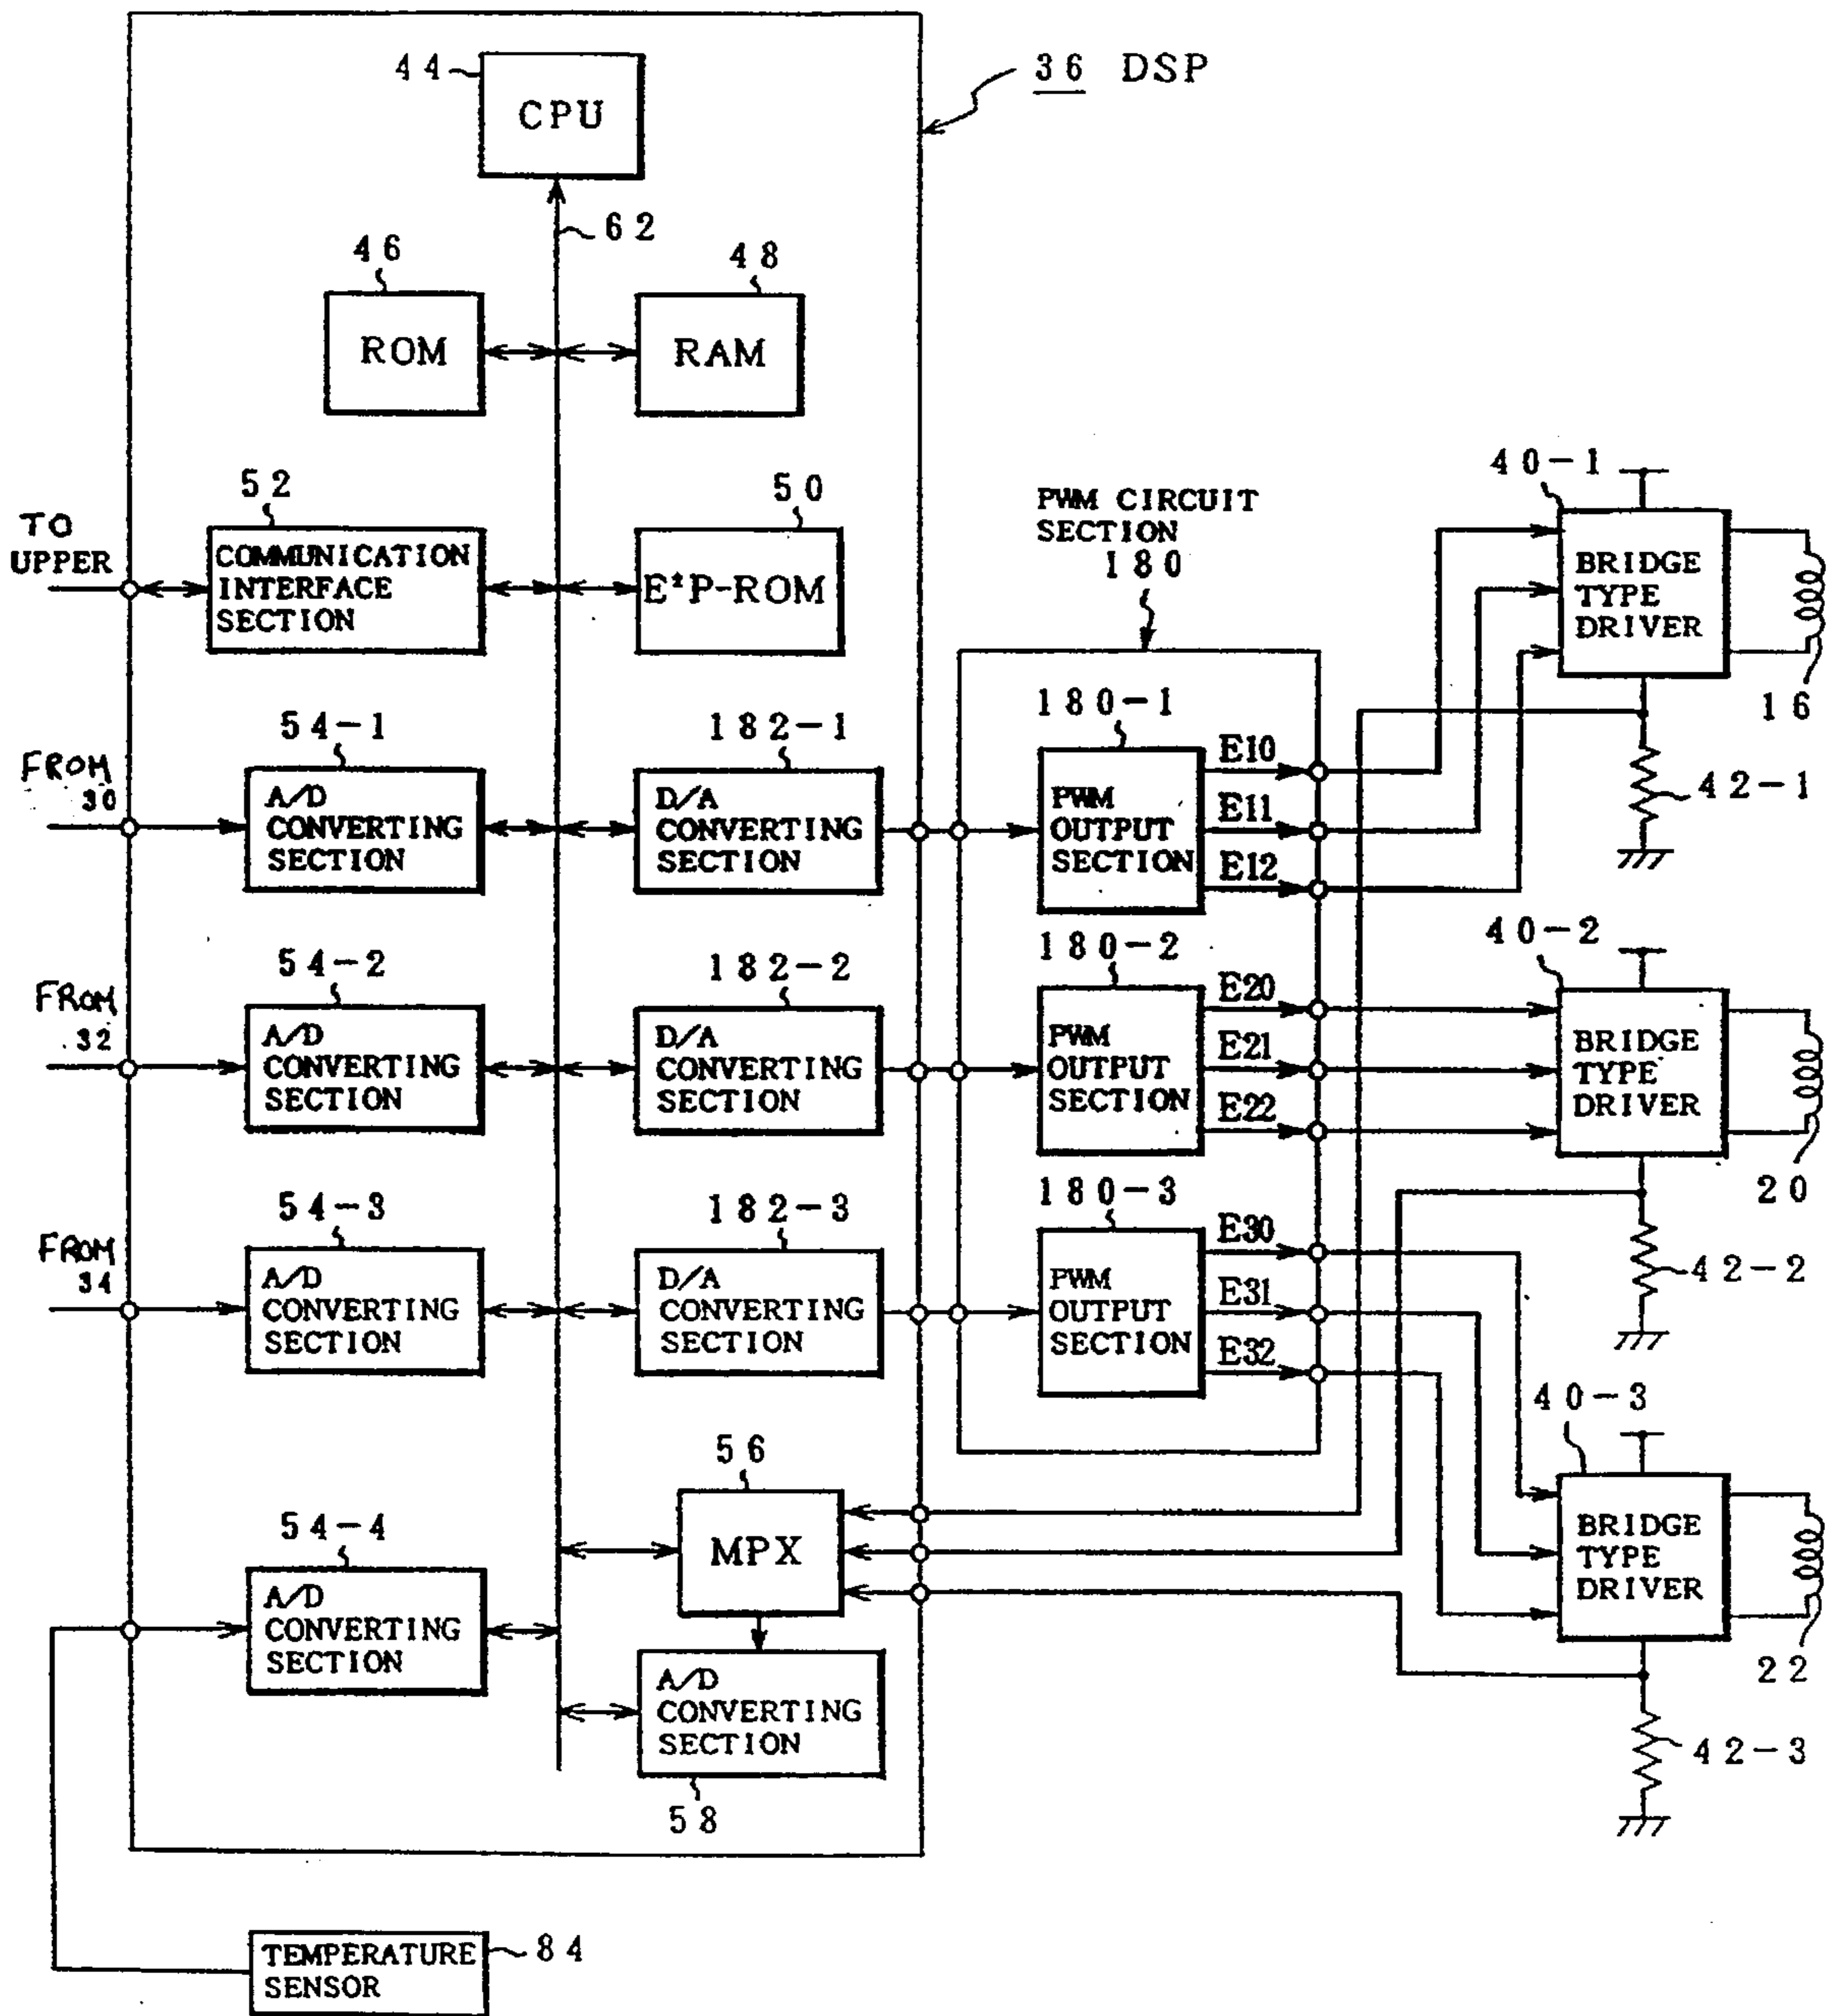 36 DSP
44
CPU
62
46
ROM
48
RAM
52
TO
UPPER
COMMUNICATION
INTERFACE
SECTION
50
E²P-ROM
PWM CIRCUIT
SECTION
180
40-1
BRIDGE
TYPE
DRIVER
16
42-1
FROM
30
54-1
A/D
CONVERTING
SECTION
182-1
D/A
CONVERTING
SECTION
180-1
PWM
OUTPUT
SECTION
E10
E11
E12
FROM
32
54-2
A/D
CONVERTING
SECTION
182-2
D/A
CONVERTING
SECTION
180-2
PWM
OUTPUT
SECTION
E20
E21
E22
40-2
BRIDGE
TYPE
DRIVER
20
42-2
FROM
34
54-3
A/D
CONVERTING
SECTION
182-3
D/A
CONVERTING
SECTION
180-3
PWM
OUTPUT
SECTION
E30
E31
E32
40-3
BRIDGE
TYPE
DRIVER
22
42-3
56
MPX
54-4
A/D
CONVERTING
SECTION
A/D
CONVERTING
SECTION
58
TEMPERATURE
SENSOR
84